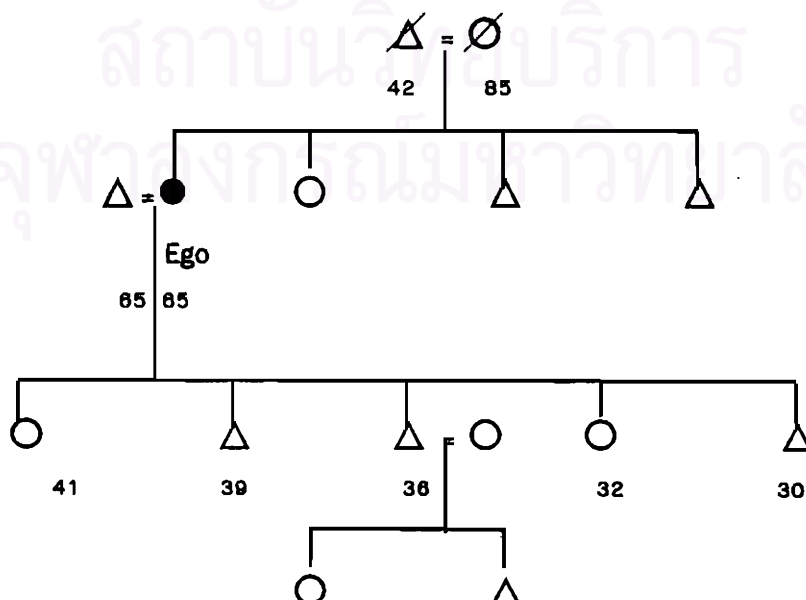 สถาบันวิทยบริการ
จุฬาลงกรณ์มหาวิทยาลั
42 85
Ego
65 65
41 39 36 32 30